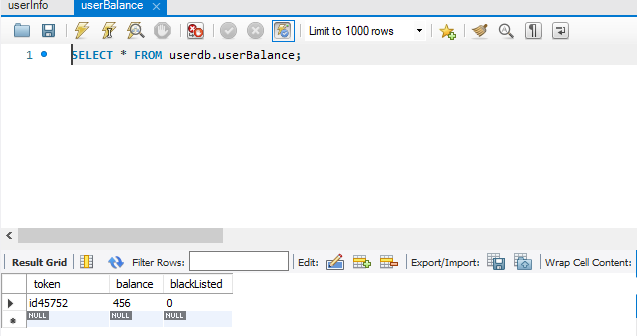 userInfo
userBalance ×
Limit to 1000 rows
1 SELECT * FROM userdb.userBalance;
Result Grid Filter Rows: Edit: Export/Import: Wrap Cell Content:
token balance blackListed
id45752 456 0
NULL NULL NULL